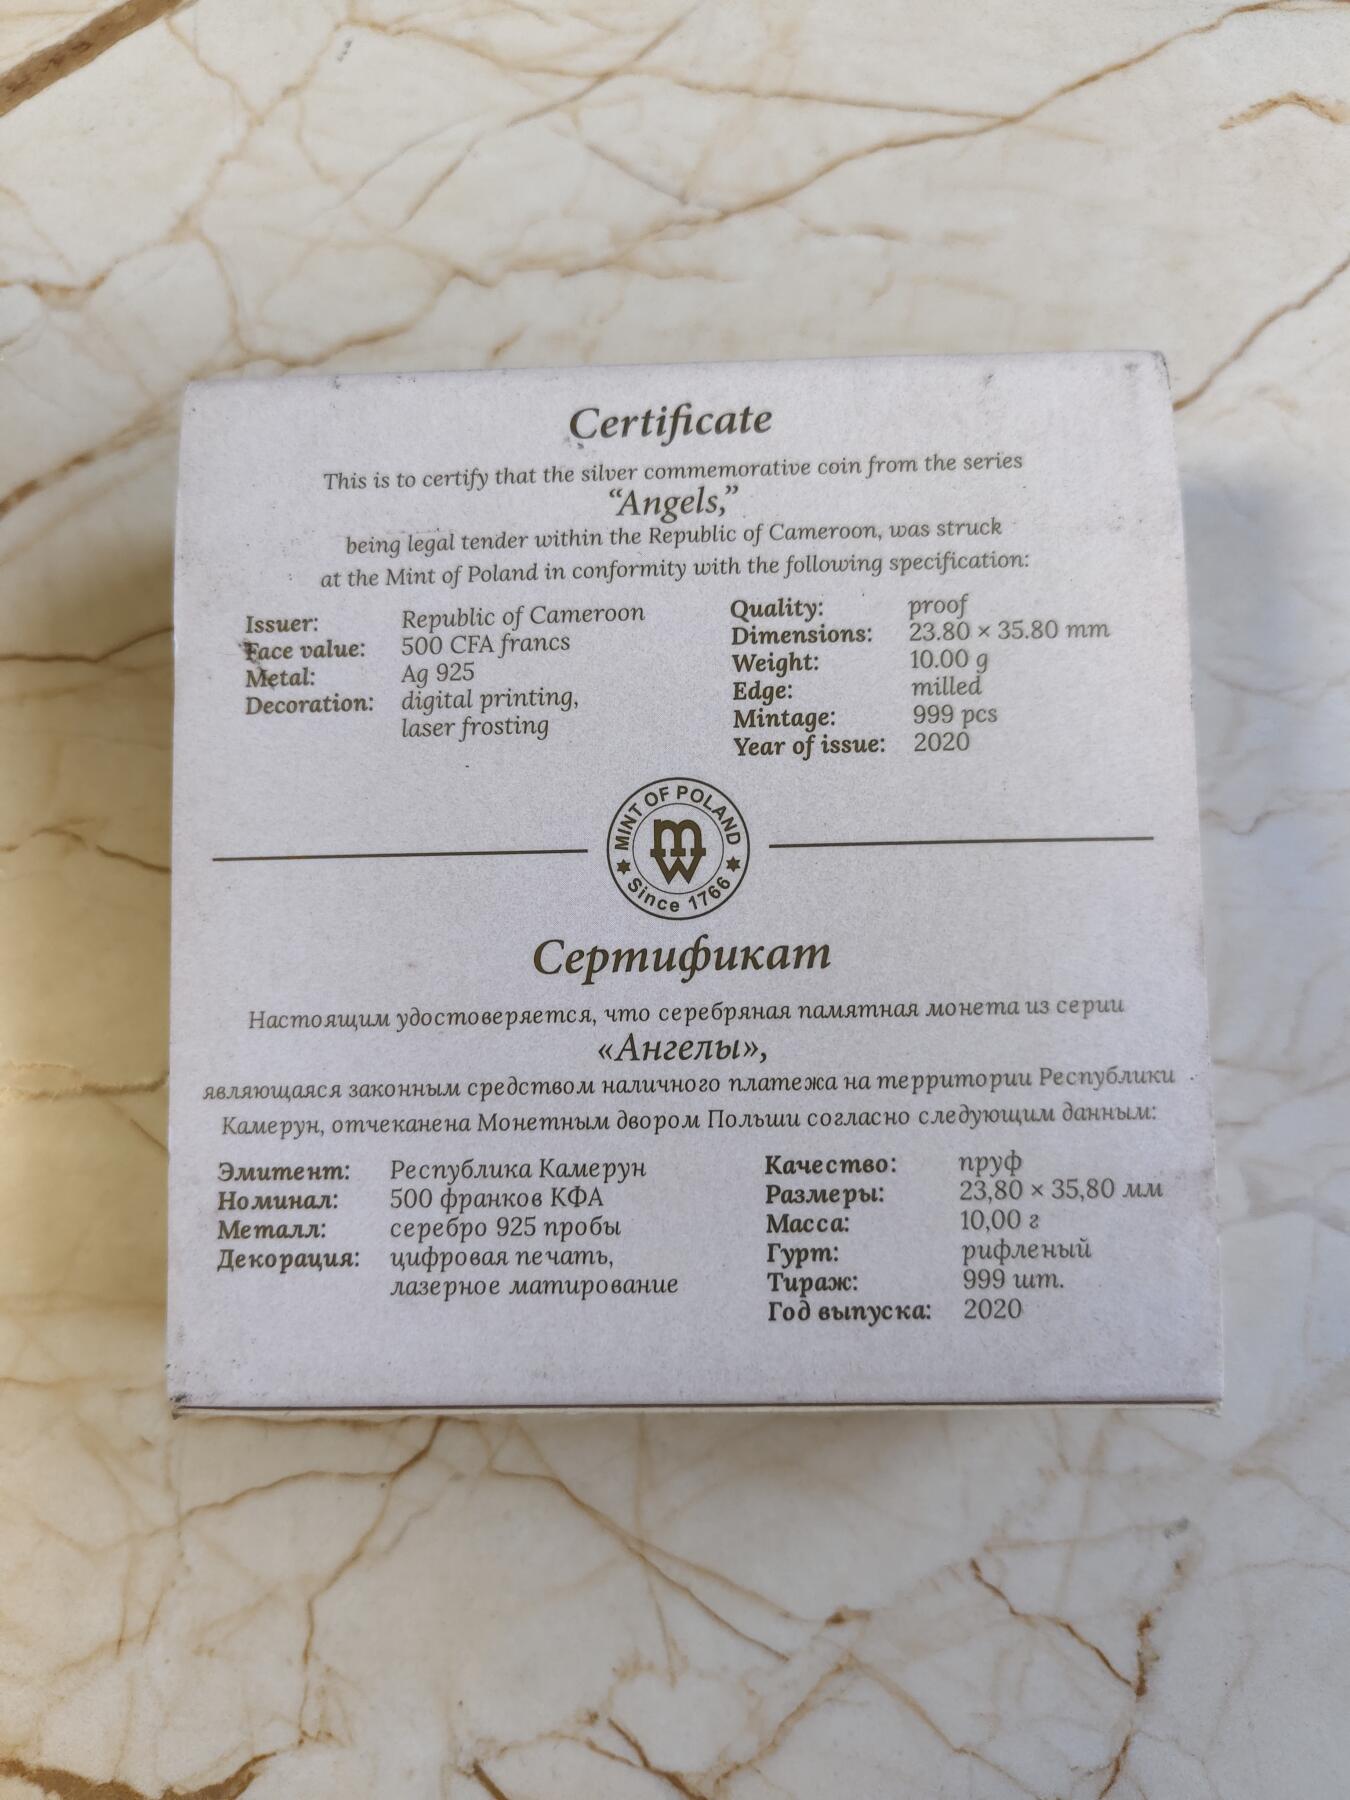 Certificate
This is to certify that the silver commemorative coin from the series
“Angels,”
being legal tender within the Republic of Cameroon, was struck
at the Mint of Poland in conformity with the following specification:
Issuer: Republic of Cameroon
Face value: 500 CFA francs
Metal: Ag 925
Decoration: digital printing,
laser frosting
Quality: proof
Dimensions: 23.80 × 35.80 mm
Weight: 10.00 g
Edge: milled
Mintage: 999 pcs
Year of issue: 2020
MINT OF POLAND
mw
Since 1766
Сертификат
Настоящим удостоверяется, что серебряная памятная монета из серии
«Ангелы»,
являющаяся законным средством наличного платежа на территории Республики
Камерун, отчеканена Монетным двором Польши согласно следующим данным:
Эмитент: Республика Камерун
Номинал: 500 франков КФА
Металл: серебро 925 пробы
Декорация: цифровая печать,
лазерное матирование
Качество: пруф
Размеры: 23,80 × 35,80 мм
Масса: 10,00 г
Гурт: рифленый
Тираж: 999 шт.
Год выпуска: 2020